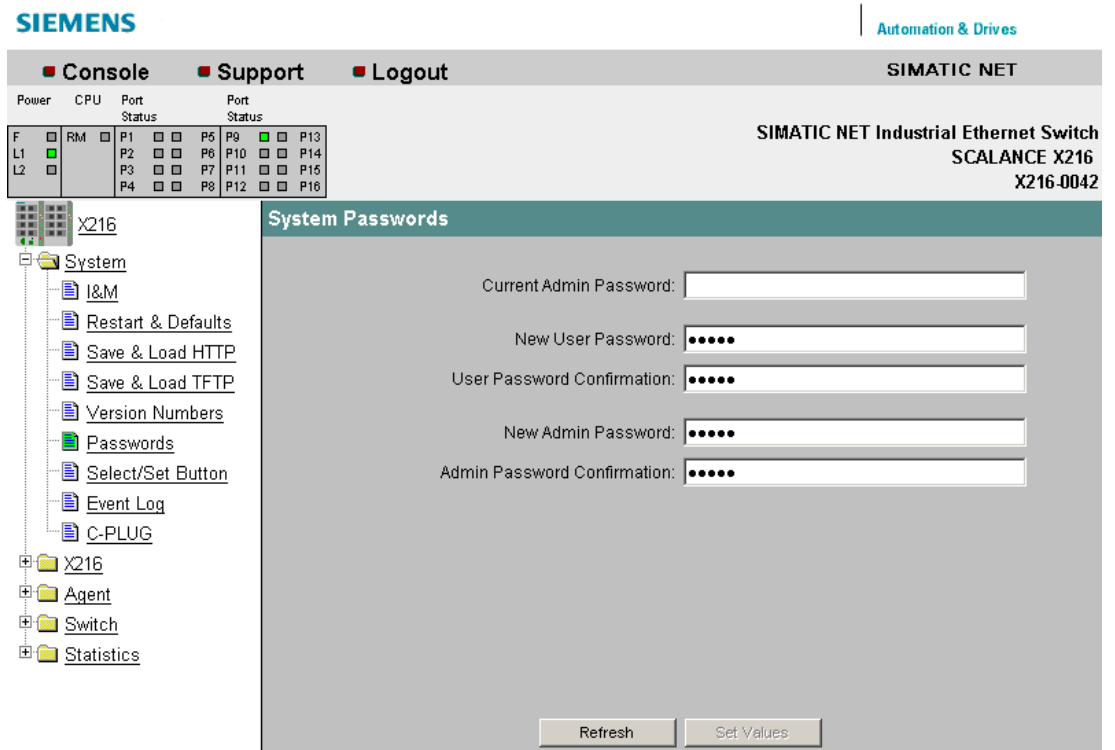 SIEMENS
Automation & Drives
Console Support Logout SIMATIC NET
Power CPU Port Status Port Status
F RM P1 P5 P9 P13
L1 P2 P6 P10 P14
L2 P3 P7 P11 P15
P4 P8 P12 P16
SIMATIC NET Industrial Ethernet Switch
SCALANCE X216
X216-0042
X216
System
I&M
Restart & Defaults
Save & Load HTTP
Save & Load TFTP
Version Numbers
Passwords
Select/Set Button
Event Log
C-PLUG
X216
Agent
Switch
Statistics
System Passwords
Current Admin Password:
New User Password: •••••
User Password Confirmation: •••••
New Admin Password: •••••
Admin Password Confirmation: •••••
Refresh Set Values